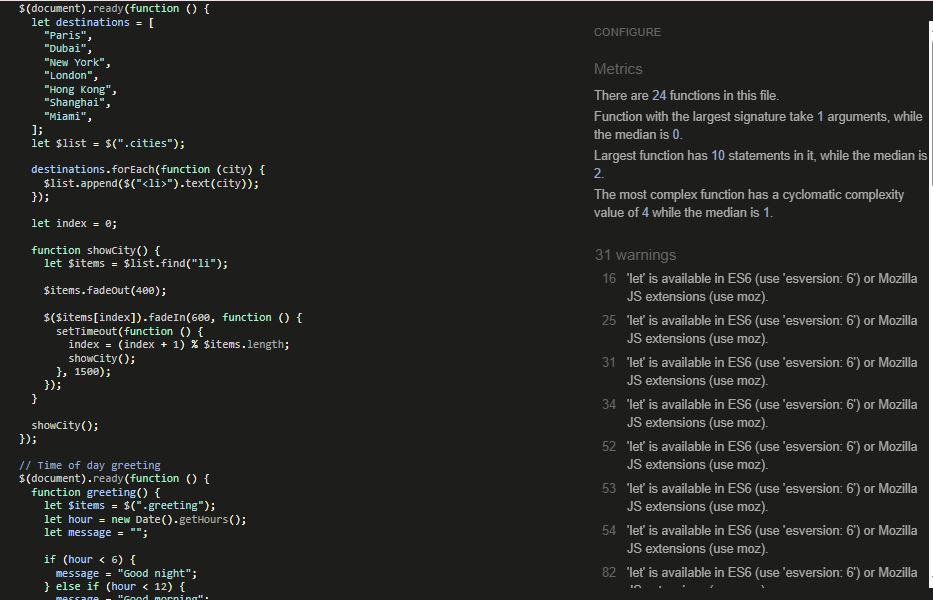 $(document).ready(function () {
  let destinations = [
    "Paris",
    "Dubai",
    "New York",
    "London",
    "Hong Kong",
    "Shanghai",
    "Miami",
  ];
  let $list = $(".cities");

  destinations.forEach(function (city) {
    $list.append($("<li>").text(city));
  });

  let index = 0;

  function showCity() {
    let $items = $list.find("li");

    $items.fadeOut(400);

    $($items[index]).fadeIn(600, function () {
      setTimeout(function () {
        index = (index + 1) % $items.length;
        showCity();
      }, 1500);
    });
  }

  showCity();
});

// Time of day greeting
$(document).ready(function () {
  function greeting() {
    let $items = $(".greeting");
    let hour = new Date().getHours();
    let message = "";

    if (hour < 6) {
      message = "Good night";
    } else if (hour < 12) {
      message = "Good morning";
CONFIGURE
Metrics
There are 24 functions in this file.
Function with the largest signature take 1 arguments, while
the median is 0.
Largest function has 10 statements in it, while the median is
2.
The most complex function has a cyclomatic complexity
value of 4 while the median is 1.
31 warnings
16 'let' is available in ES6 (use 'esversion: 6') or Mozilla
JS extensions (use moz).
25 'let' is available in ES6 (use 'esversion: 6') or Mozilla
JS extensions (use moz).
31 'let' is available in ES6 (use 'esversion: 6') or Mozilla
JS extensions (use moz).
34 'let' is available in ES6 (use 'esversion: 6') or Mozilla
JS extensions (use moz).
52 'let' is available in ES6 (use 'esversion: 6') or Mozilla
JS extensions (use moz).
53 'let' is available in ES6 (use 'esversion: 6') or Mozilla
JS extensions (use moz).
54 'let' is available in ES6 (use 'esversion: 6') or Mozilla
JS extensions (use moz).
82 'let' is available in ES6 (use 'esversion: 6') or Mozilla